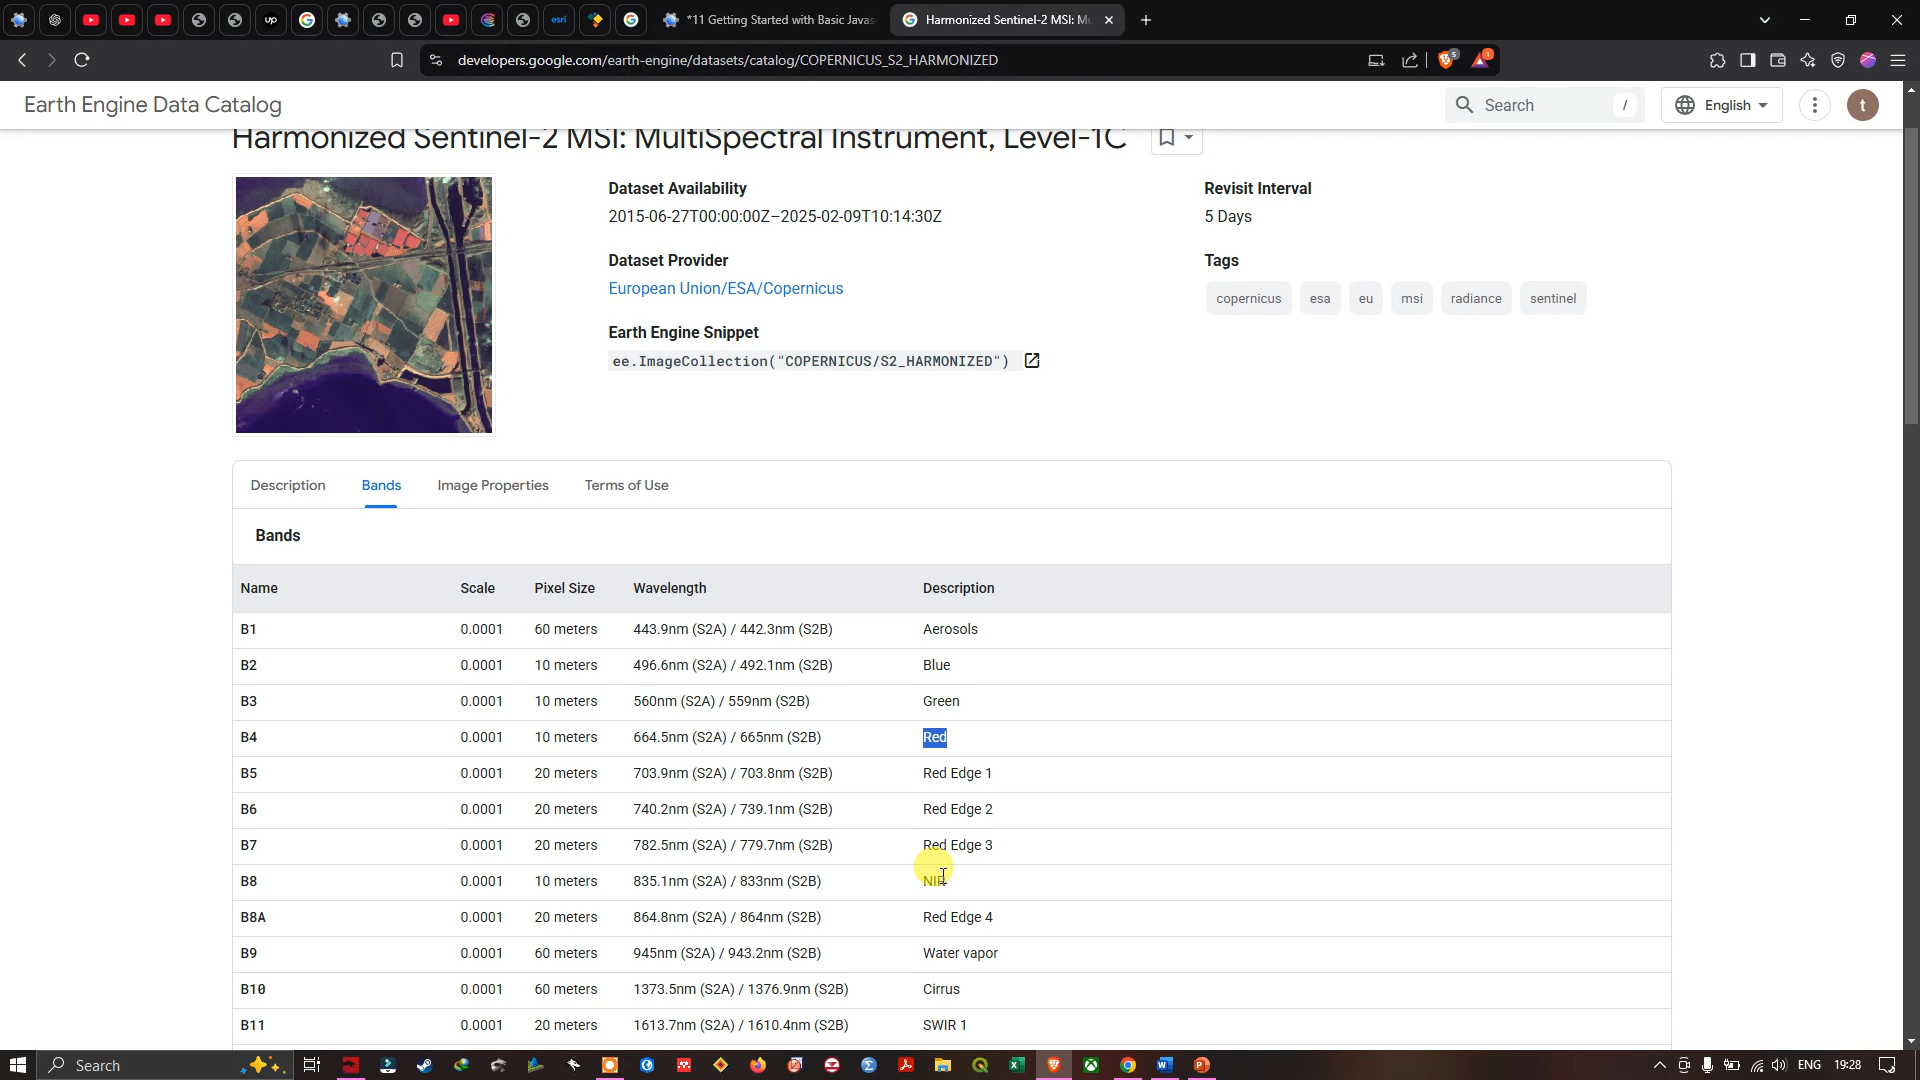 up
esri
*11 Getting Started with Basic Javas
Harmonized Sentinel-2 MSI: Mu
developers.google.com/earth-engine/datasets/catalog/COPERNICUS_S2_HARMONIZED
5
1
Earth Engine Data Catalog
Search
/
English
t
Harmonized Sentinel-2 MSI: MultiSpectral Instrument, Level-1C
Dataset Availability
2015-06-27T00:00:00Z–2025-02-09T10:14:30Z
Revisit Interval
5 Days
Dataset Provider
European Union/ESA/Copernicus
Tags
copernicus esa eu msi radiance sentinel
Earth Engine Snippet
ee.ImageCollection("COPERNICUS/S2_HARMONIZED")
Description Bands Image Properties Terms of Use
Bands
Name Scale Pixel Size Wavelength Description
B1 0.0001 60 meters 443.9nm (S2A) / 442.3nm (S2B) Aerosols
B2 0.0001 10 meters 496.6nm (S2A) / 492.1nm (S2B) Blue
B3 0.0001 10 meters 560nm (S2A) / 559nm (S2B) Green
B4 0.0001 10 meters 664.5nm (S2A) / 665nm (S2B) Red
B5 0.0001 20 meters 703.9nm (S2A) / 703.8nm (S2B) Red Edge 1
B6 0.0001 20 meters 740.2nm (S2A) / 739.1nm (S2B) Red Edge 2
B7 0.0001 20 meters 782.5nm (S2A) / 779.7nm (S2B) Red Edge 3
B8 0.0001 10 meters 835.1nm (S2A) / 833nm (S2B) NIR
B8A 0.0001 20 meters 864.8nm (S2A) / 864nm (S2B) Red Edge 4
B9 0.0001 60 meters 945nm (S2A) / 943.2nm (S2B) Water vapor
B10 0.0001 60 meters 1373.5nm (S2A) / 1376.9nm (S2B) Cirrus
B11 0.0001 20 meters 1613.7nm (S2A) / 1610.4nm (S2B) SWIR 1
Search
ENG
19:28